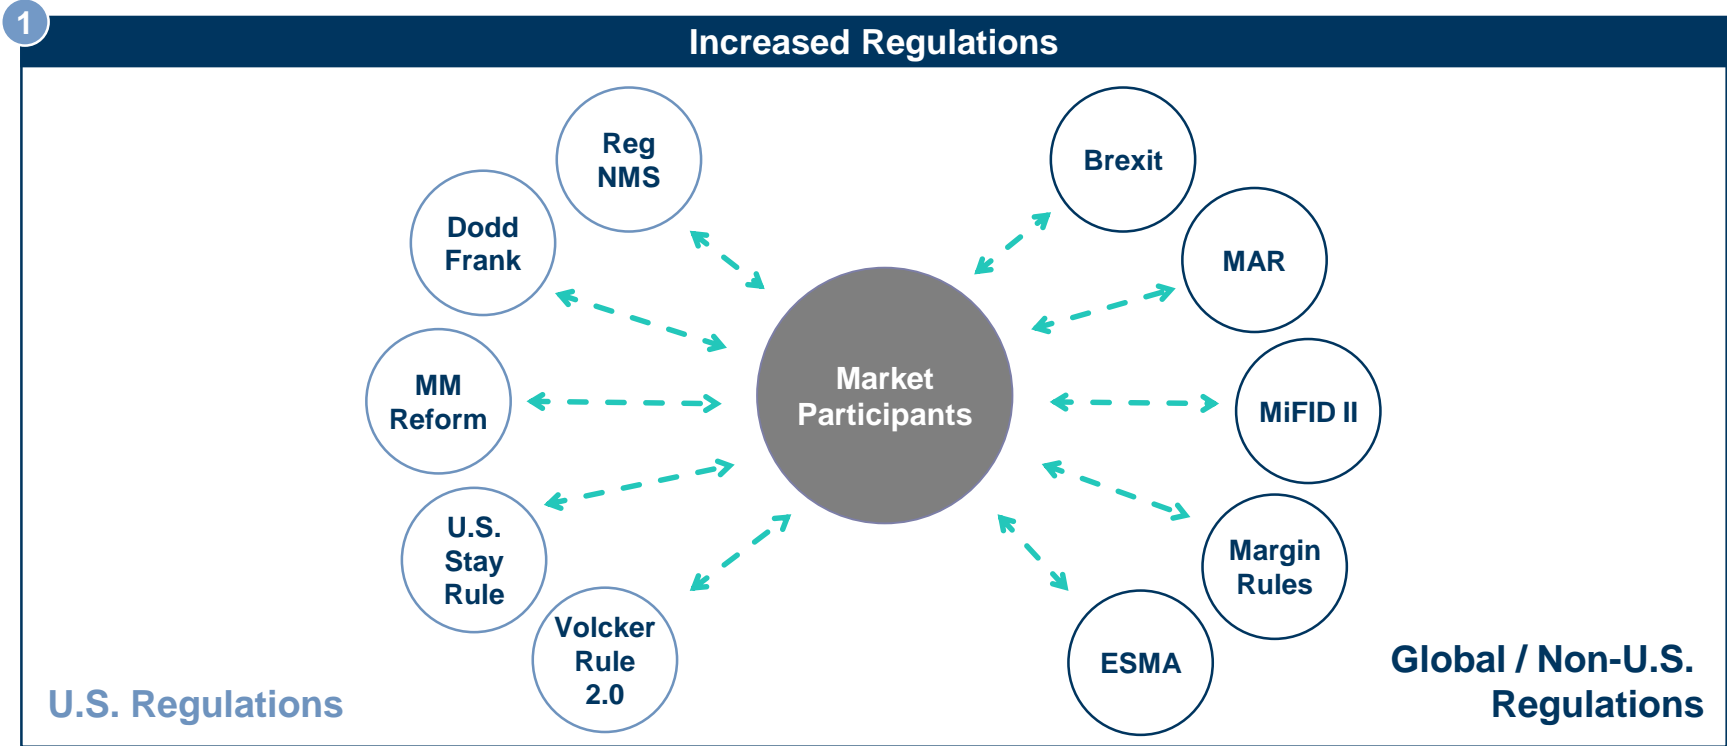 1
Increased Regulations
Reg
NMS
Dodd
Frank
MM
Reform
U.S.
Stay
Rule
Volcker
Rule
2.0
Market
Participants
Brexit
MAR
MiFID II
Margin
Rules
ESMA
U.S. Regulations
Global / Non-U.S.
Regulations